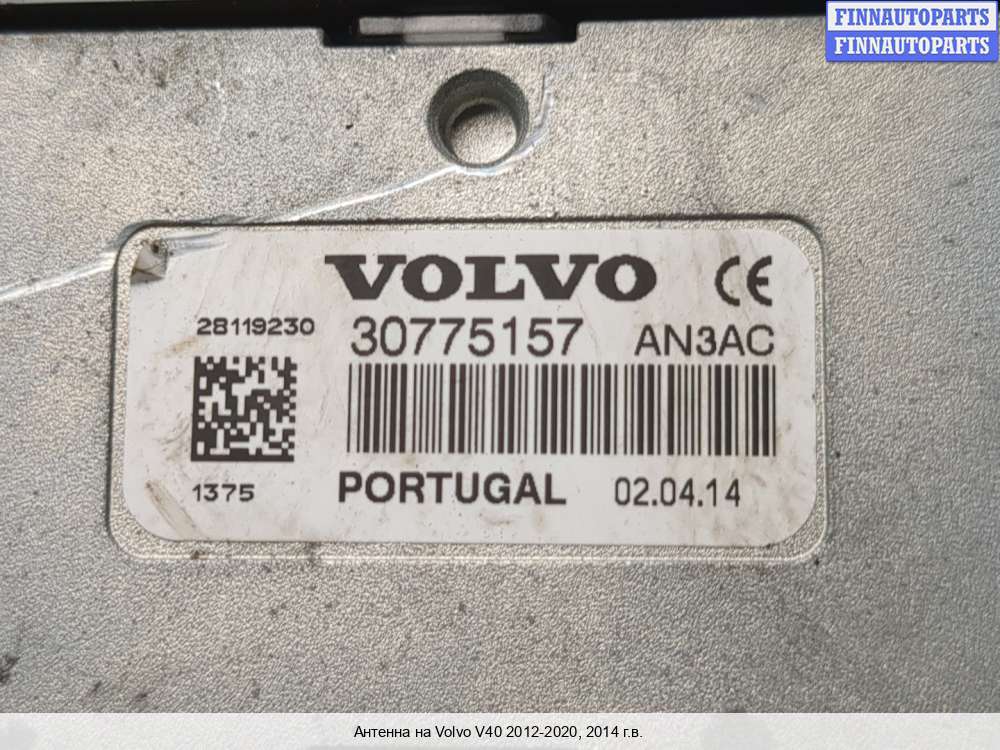 FINNAUTOPARTS
FINNAUTOPARTS
VOLVO CE
28119230 30775157 AN3AC
1375 PORTUGAL 02.04.14
Антенна на Volvo V40 2012-2020, 2014 г.в.